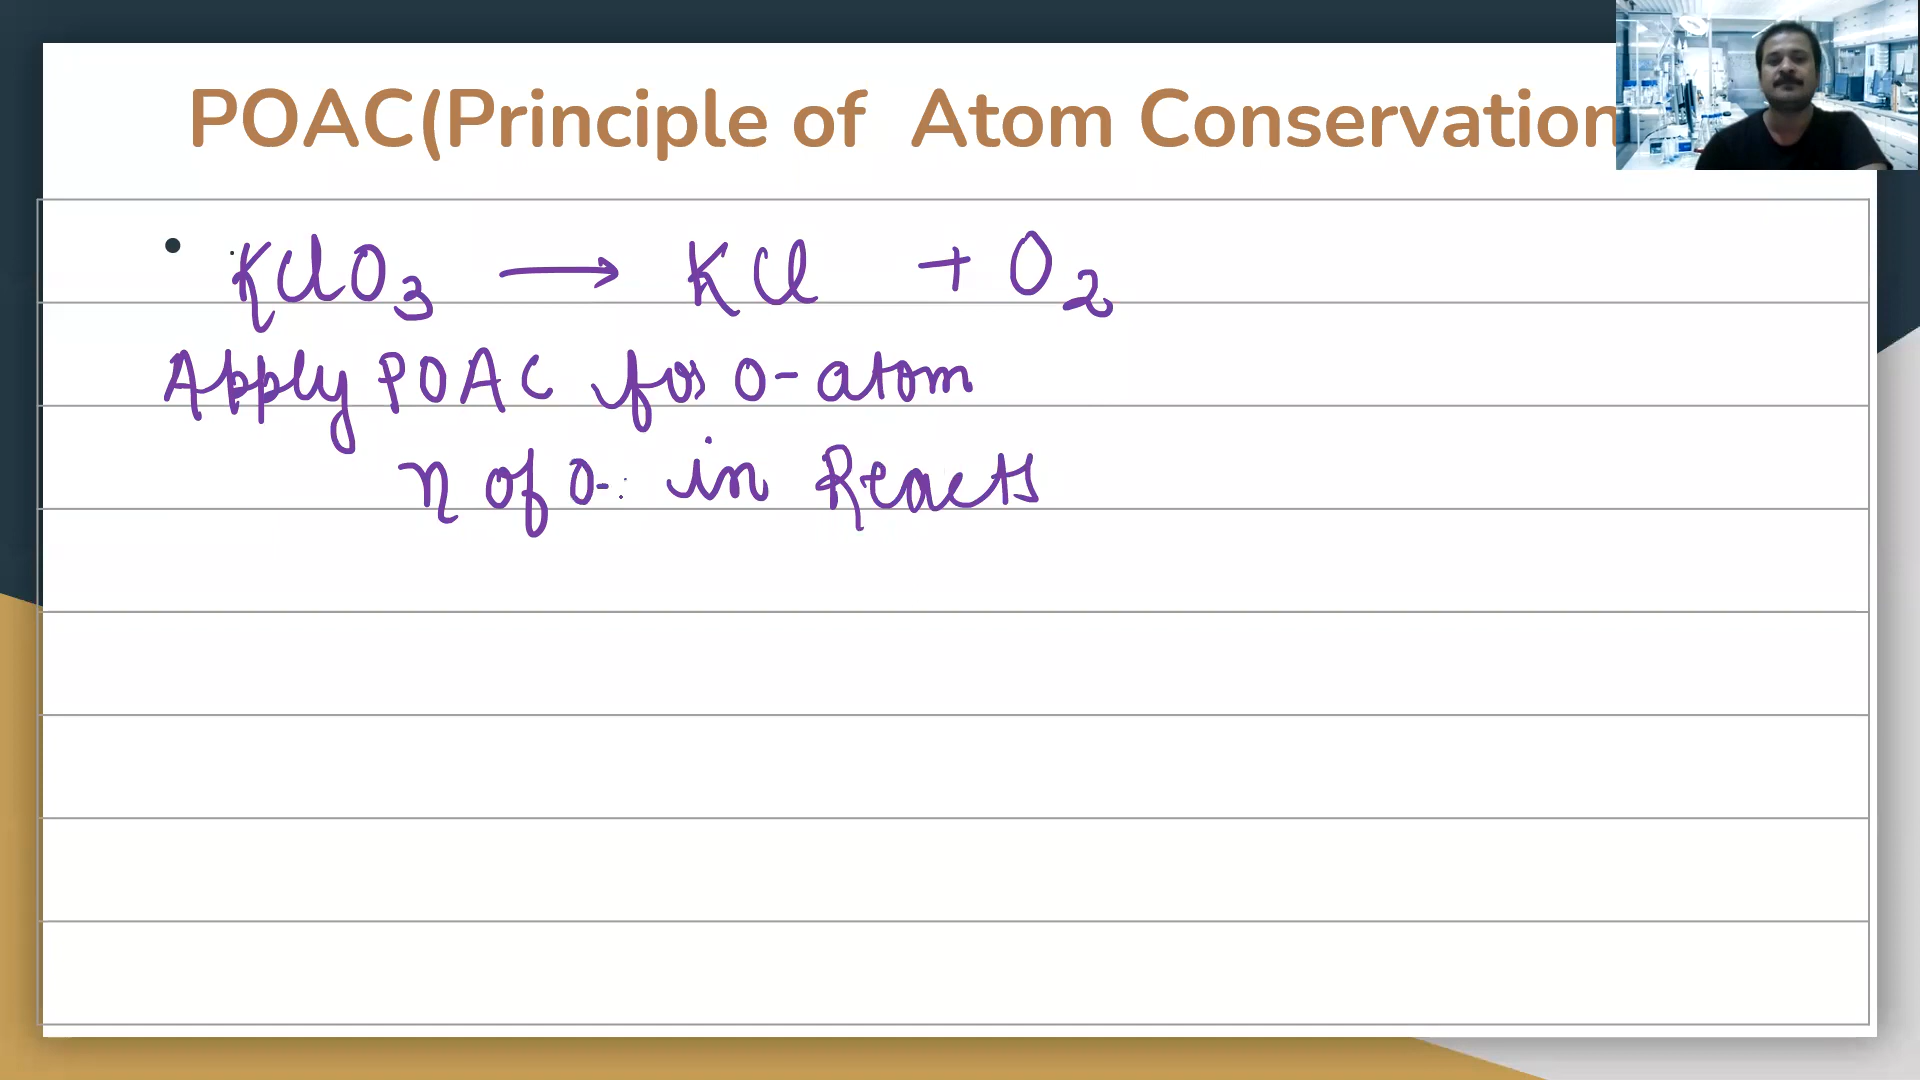 POAC(Principle of Atom Conservation
• KClO3 ⟶ KCl + O2
Apply POAC for O-atom
n of O- in Reacts